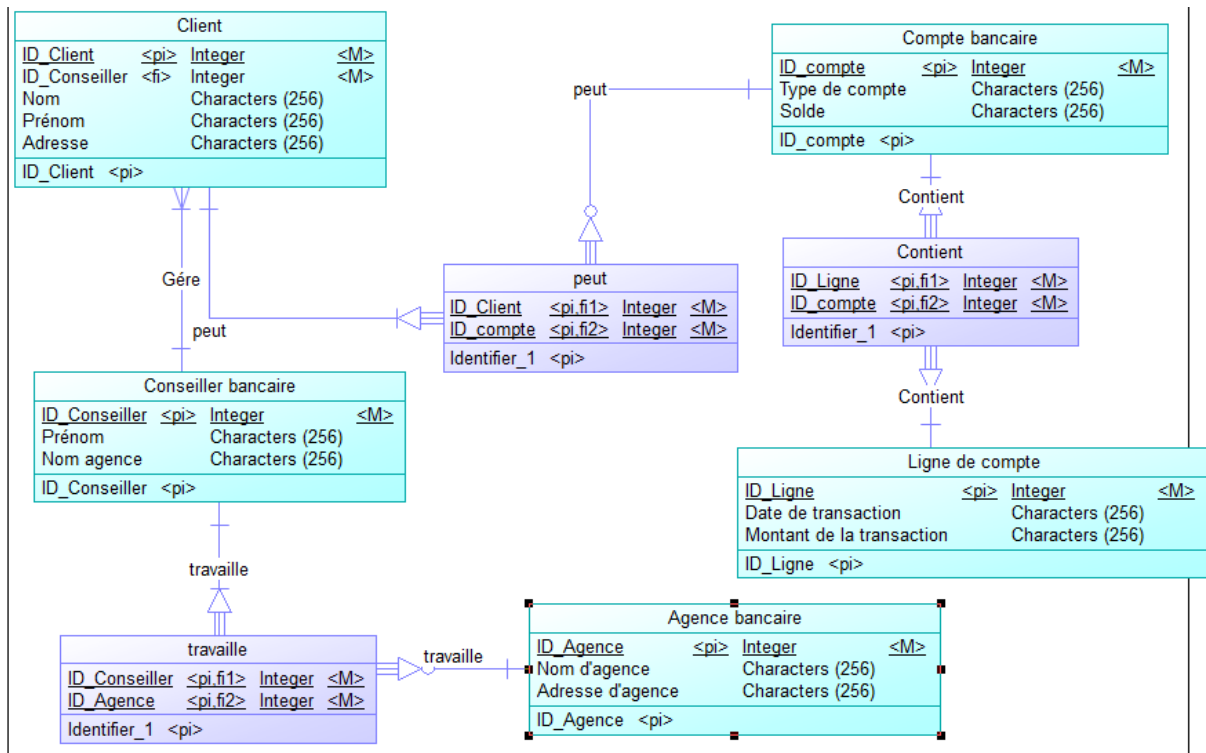 Client
ID_Client <pi> Integer <M>
ID_Conseiller <fi> Integer <M>
Nom Characters (256)
Prénom Characters (256)
Adresse Characters (256)
ID_Client <pi>
Compte bancaire
ID_compte <pi> Integer <M>
Type de compte Characters (256)
Solde Characters (256)
ID_compte <pi>
peut
Contient
Contient
ID_Ligne <pi,fi1> Integer <M>
ID_compte <pi,fi2> Integer <M>
Identifier_1 <pi>
Contient
Gére
peut
peut
ID_Client <pi,fi1> Integer <M>
ID_compte <pi,fi2> Integer <M>
Identifier_1 <pi>
Conseiller bancaire
ID_Conseiller <pi> Integer <M>
Prénom Characters (256)
Nom agence Characters (256)
ID_Conseiller <pi>
Ligne de compte
ID_Ligne <pi> Integer <M>
Date de transaction Characters (256)
Montant de la transaction Characters (256)
ID_Ligne <pi>
travaille
travaille
ID_Conseiller <pi,fi1> Integer <M>
ID_Agence <pi,fi2> Integer <M>
Identifier_1 <pi>
travaille
Agence bancaire
ID_Agence <pi> Integer <M>
Nom d'agence Characters (256)
Adresse d'agence Characters (256)
ID_Agence <pi>